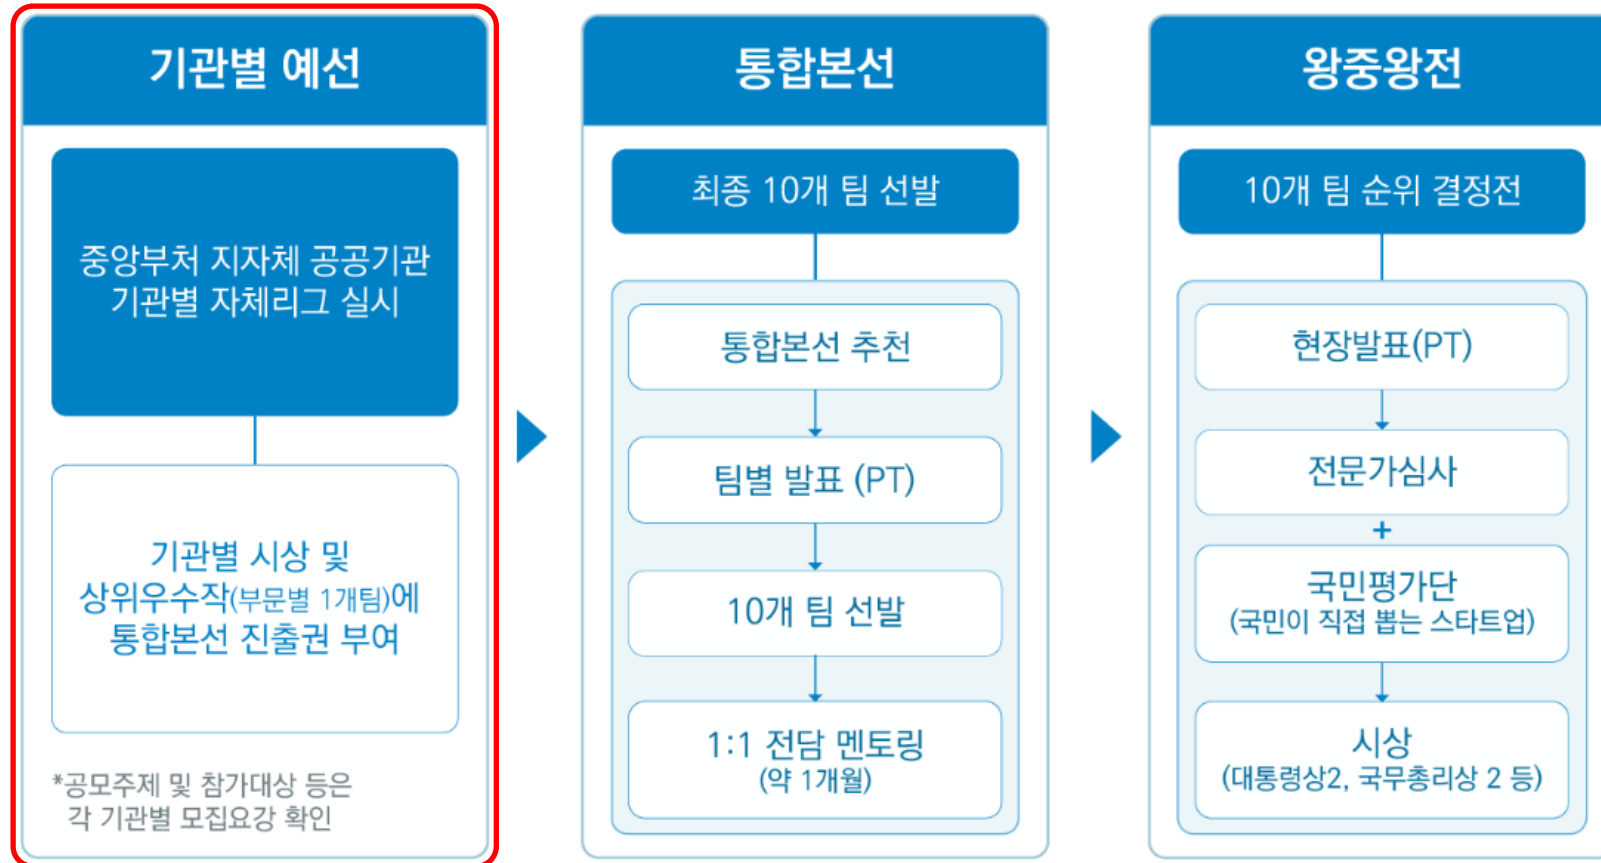 기관별 예선
중앙부처 지자체 공공기관
기관별 자체리그 실시
기관별 시상 및
상위우수작(부문별 1개팀)에
통합본선 진출권 부여
*공모주제 및 참가대상 등은
각 기관별 모집요강 확인
통합본선
최종 10개 팀 선발
통합본선 추천
팀별 발표 (PT)
10개 팀 선발
1:1 전담 멘토링
(약 1개월)
왕중왕전
10개 팀 순위 결정전
현장발표(PT)
전문가심사
+
국민평가단
(국민이 직접 뽑는 스타트업)
시상
(대통령상2, 국무총리상 2 등)